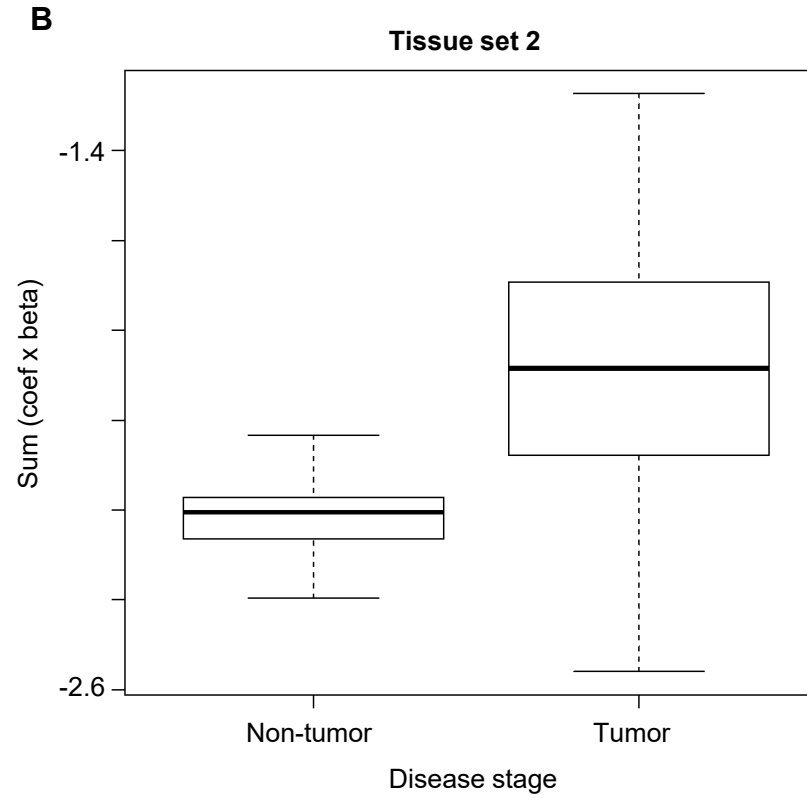 B
Tissue set 2
-1.4
-2.6
Sum (coef x beta)
Non-tumor
Tumor
Disease stage